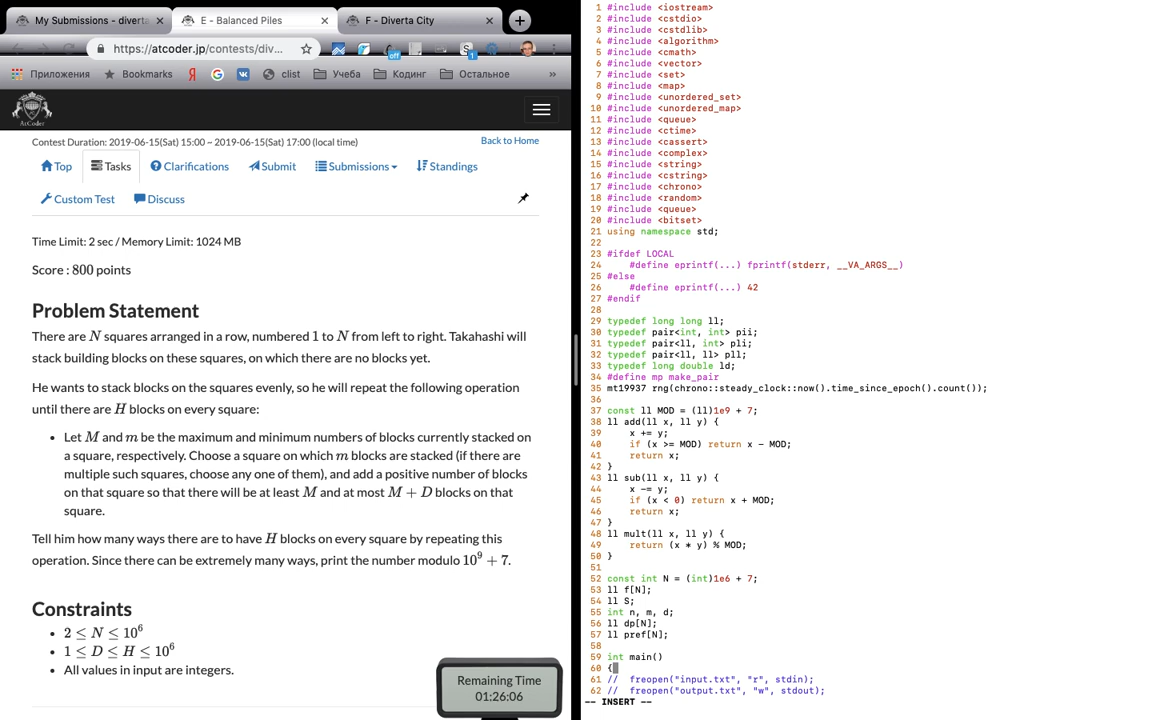 My Submissions - diverta
E - Balanced Piles
F - Diverta City
https://atcoder.jp/contests/div...
off
S
1
Приложения
Bookmarks
Я
G
clist
Учеба
Кодинг
Остальное
»
AtCoder
Contest Duration: 2019-06-15(Sat) 15:00 ~ 2019-06-15(Sat) 17:00 (local time)
Back to Home
Top
Tasks
Clarifications
Submit
Submissions
Standings
Custom Test
Discuss
Time Limit: 2 sec / Memory Limit: 1024 MB
Score : 800 points
Problem Statement
There are N squares arranged in a row, numbered 1 to N from left to right. Takahashi will
stack building blocks on these squares, on which there are no blocks yet.
He wants to stack blocks on the squares evenly, so he will repeat the following operation
until there are H blocks on every square:
• Let M and m be the maximum and minimum numbers of blocks currently stacked on
a square, respectively. Choose a square on which m blocks are stacked (if there are
multiple such squares, choose any one of them), and add a positive number of blocks
on that square so that there will be at least M and at most M + D blocks on that
square.
Tell him how many ways there are to have H blocks on every square by repeating this
operation. Since there can be extremely many ways, print the number modulo 10⁹ + 7.
Constraints
• 2 ≤ N ≤ 10⁶
• 1 ≤ D ≤ H ≤ 10⁶
• All values in input are integers.
Remaining Time
01:26:06
1 #include <iostream>
2 #include <cstdio>
3 #include <cstdlib>
4 #include <algorithm>
5 #include <cmath>
6 #include <vector>
7 #include <set>
8 #include <map>
9 #include <unordered_set>
10 #include <unordered_map>
11 #include <queue>
12 #include <ctime>
13 #include <cassert>
14 #include <complex>
15 #include <string>
16 #include <cstring>
17 #include <chrono>
18 #include <random>
19 #include <queue>
20 #include <bitset>
21 using namespace std;
22
23 #ifdef LOCAL
24     #define eprintf(...) fprintf(stderr, __VA_ARGS__)
25 #else
26     #define eprintf(...) 42
27 #endif
28
29 typedef long long ll;
30 typedef pair<int, int> pii;
31 typedef pair<ll, int> pli;
32 typedef pair<ll, ll> pll;
33 typedef long double ld;
34 #define mp make_pair
35 mt19937 rng(chrono::steady_clock::now().time_since_epoch().count());
36
37 const ll MOD = (ll)1e9 + 7;
38 ll add(ll x, ll y) {
39     x += y;
40     if (x >= MOD) return x - MOD;
41     return x;
42 }
43 ll sub(ll x, ll y) {
44     x -= y;
45     if (x < 0) return x + MOD;
46     return x;
47 }
48 ll mult(ll x, ll y) {
49     return (x * y) % MOD;
50 }
51
52 const int N = (int)1e6 + 7;
53 ll f[N];
54 ll S;
55 int n, m, d;
56 ll dp[N];
57 ll pref[N];
58
59 int main()
60 {
61 //  freopen("input.txt", "r", stdin);
62 //  freopen("output.txt", "w", stdout);
-- INSERT --